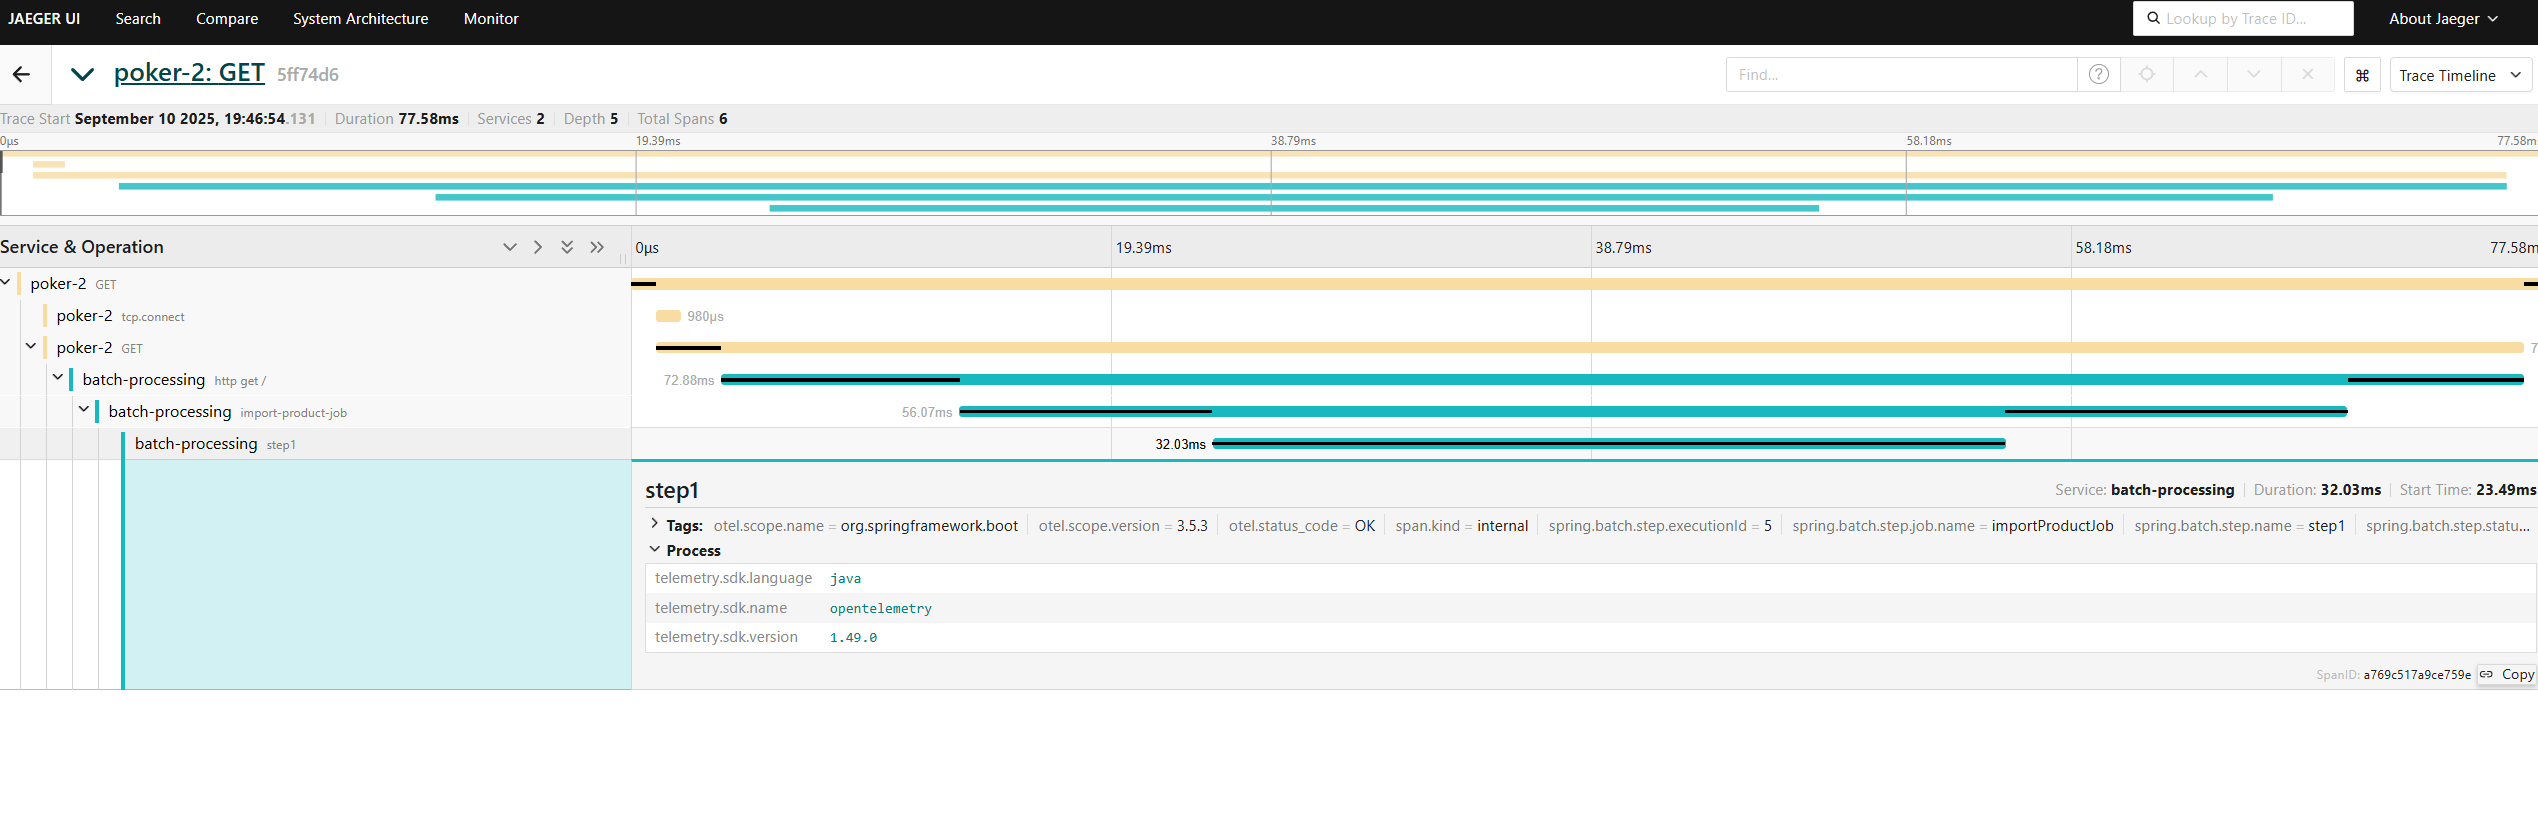 JAEGER UI Search Compare System Architecture Monitor Lookup by Trace ID... About Jaeger
poker-2: GET 5ff74d6 Find... Trace Timeline
Trace Start September 10 2025, 19:46:54.131 Duration 77.58ms Services 2 Depth 5 Total Spans 6
0μs 19.39ms 38.79ms 58.18ms 77.58m
Service & Operation 0μs 19.39ms 38.79ms 58.18ms 77.58m
poker-2 GET
poker-2 tcp.connect 980μs
poker-2 GET 7
batch-processing http get / 72.88ms
batch-processing import-product-job 56.07ms
batch-processing step1 32.03ms
step1 Service: batch-processing Duration: 32.03ms Start Time: 23.49ms
Tags: otel.scope.name = org.springframework.boot otel.scope.version = 3.5.3 otel.status_code = OK span.kind = internal spring.batch.step.executionId = 5 spring.batch.step.job.name = importProductJob spring.batch.step.name = step1 spring.batch.step.statu...
Process
telemetry.sdk.language java
telemetry.sdk.name opentelemetry
telemetry.sdk.version 1.49.0
SpanID: a769c517a9ce759e Copy